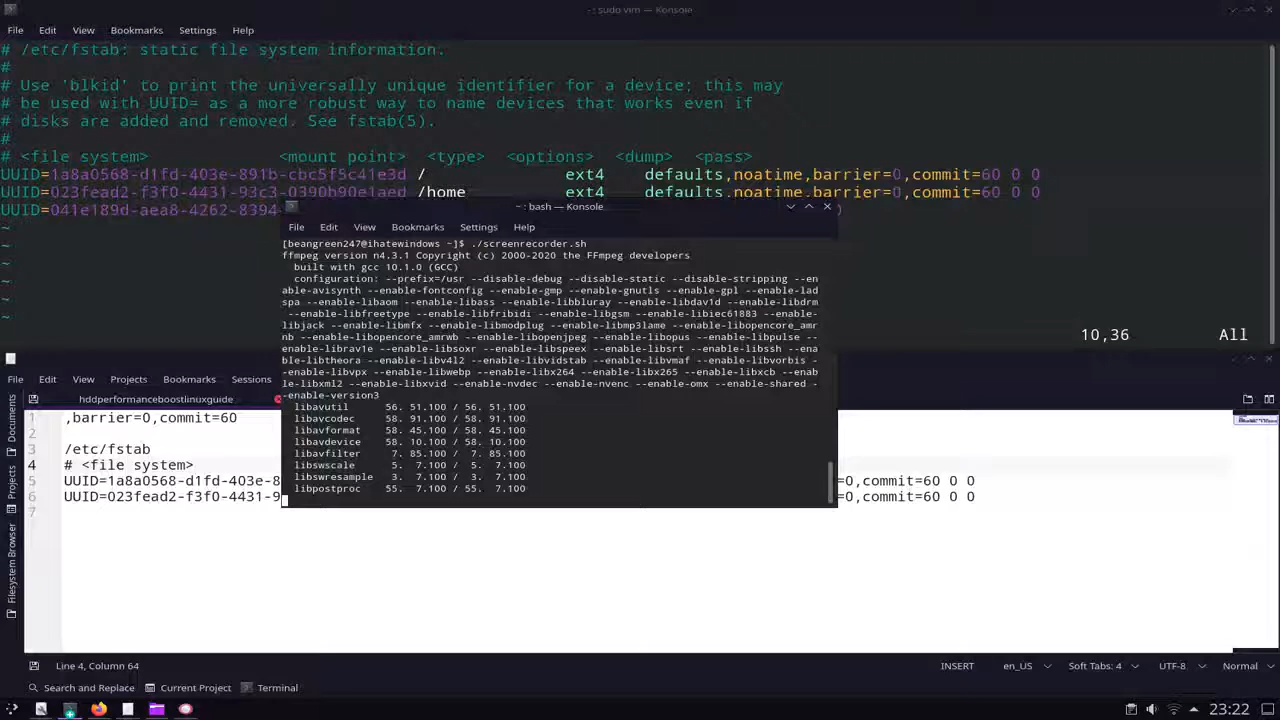 ~ : sudo vim — Konsole
File Edit View Bookmarks Settings Help
# /etc/fstab: static file system information.
#
# Use 'blkid' to print the universally unique identifier for a device; this may
# be used with UUID= as a more robust way to name devices that works even if
# disks are added and removed. See fstab(5).
#
# <file system> <mount point> <type> <options> <dump> <pass>
UUID=1a8a0568-d1fd-403e-891b-cbc5f5c41e3d / ext4 defaults,noatime,barrier=0,commit=60 0 0
UUID=023fead2-f3f0-4431-93c3-0390b90e1aed /home ext4 defaults,noatime,barrier=0,commit=60 0 0
UUID=041e189d-aea8-4262-8394
~
~
~
~
~
~
10,36 All
~ : bash — Konsole
File Edit View Bookmarks Settings Help
[beangreen247@ihatewindows ~]$ ./screenrecorder.sh
ffmpeg version n4.3.1 Copyright (c) 2000-2020 the FFmpeg developers
built with gcc 10.1.0 (GCC)
configuration: --prefix=/usr --disable-debug --disable-static --disable-stripping --en
able-avisynth --enable-fontconfig --enable-gmp --enable-gnutls --enable-gpl --enable-lad
spa --enable-libaom --enable-libass --enable-libbluray --enable-libdav1d --enable-libdrm
--enable-libfreetype --enable-libfribidi --enable-libgsm --enable-libiec61883 --enable-
libjack --enable-libmfx --enable-libmodplug --enable-libmp3lame --enable-libopencore_amr
nb --enable-libopencore_amrwb --enable-libopenjpeg --enable-libopus --enable-libpulse --
enable-librav1e --enable-libsoxr --enable-libspeex --enable-libsrt --enable-libssh --ena
ble-libtheora --enable-libv4l2 --enable-libvidstab --enable-libvmaf --enable-libvorbis -
-enable-libvpx --enable-libwebp --enable-libx264 --enable-libx265 --enable-libxcb --enab
le-libxml2 --enable-libxvid --enable-nvdec --enable-nvenc --enable-omx --enable-shared -
-enable-version3
libavutil 56. 51.100 / 56. 51.100
libavcodec 58. 91.100 / 58. 91.100
libavformat 58. 45.100 / 58. 45.100
libavdevice 58. 10.100 / 58. 10.100
libavfilter 7. 85.100 / 7. 85.100
libswscale 5. 7.100 / 5. 7.100
libswresample 3. 7.100 / 3. 7.100
libpostproc 55. 7.100 / 55. 7.100
File Edit View Projects Bookmarks Sessions
hddperformanceboostlinuxguide
Documents
Projects
Filesystem Browser
1 ,barrier=0,commit=60
2
3 /etc/fstab
4 # <file system>
5 UUID=1a8a0568-d1fd-403e-8 =0,commit=60 0 0
6 UUID=023fead2-f3f0-4431-9 =0,commit=60 0 0
7
Line 4, Column 64 INSERT en_US Soft Tabs: 4 UTF-8 Normal
Search and Replace Current Project Terminal
23:22